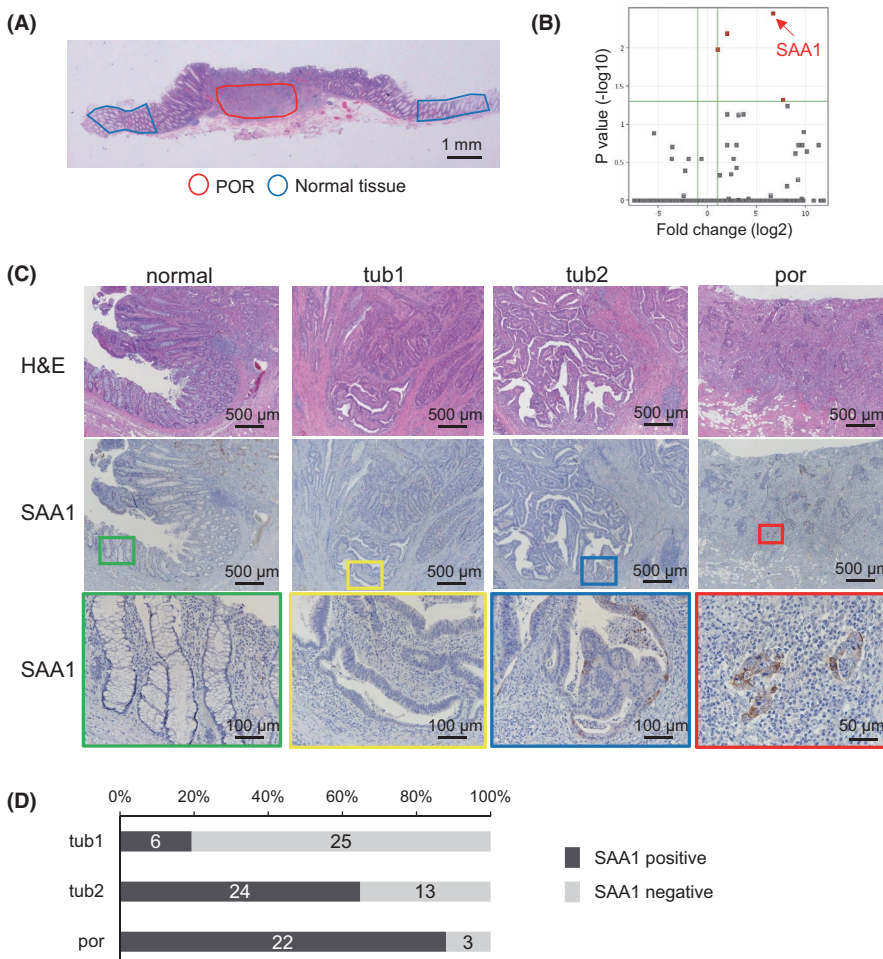 (A)
1 mm
POR Normal tissue
(B)
SAA1
2
1.5
1
0.5
0
-5 0 5 10
P value (-log10)
Fold change (log2)
(C)
normal tub1 tub2 por
H&E
500 µm 500 µm 500 µm 500 µm
SAA1
500 µm 500 µm 500 µm 500 µm
SAA1
100 µm 100 µm 100 µm 50 µm
(D)
0% 20% 40% 60% 80% 100%
tub1 6 25
tub2 24 13
por 22 3
SAA1 positive
SAA1 negative